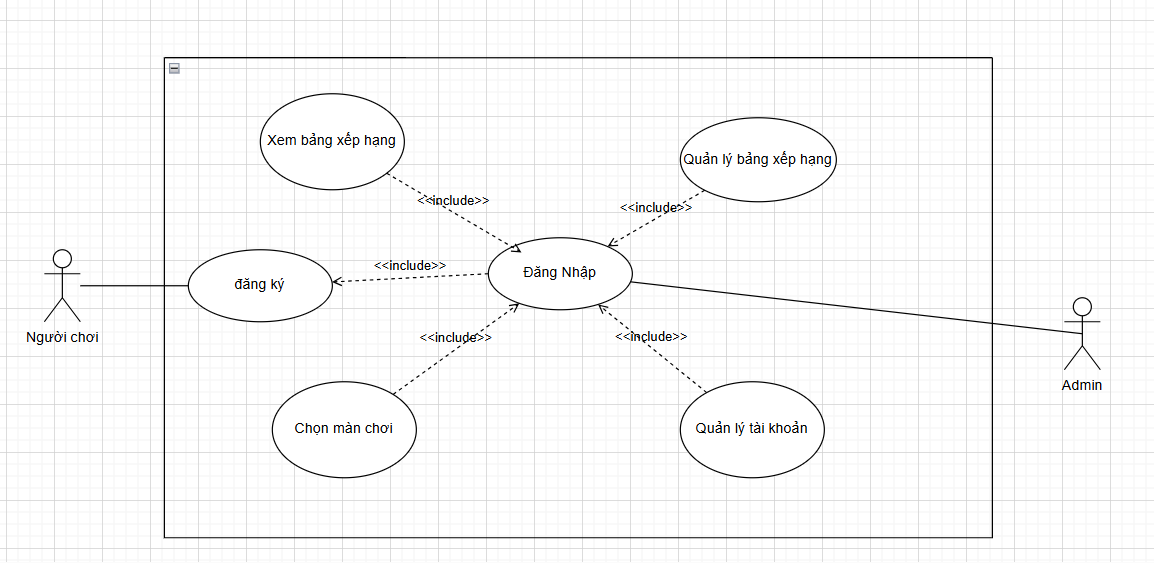 Xem bảng xếp hạng
Quản lý bảng xếp hạng
<<include>>
<<include>>
<<include>>
Đăng Nhập
đăng ký
Người chơi
<<include>>
<<include>>
Admin
Chọn màn chơi
Quản lý tài khoản